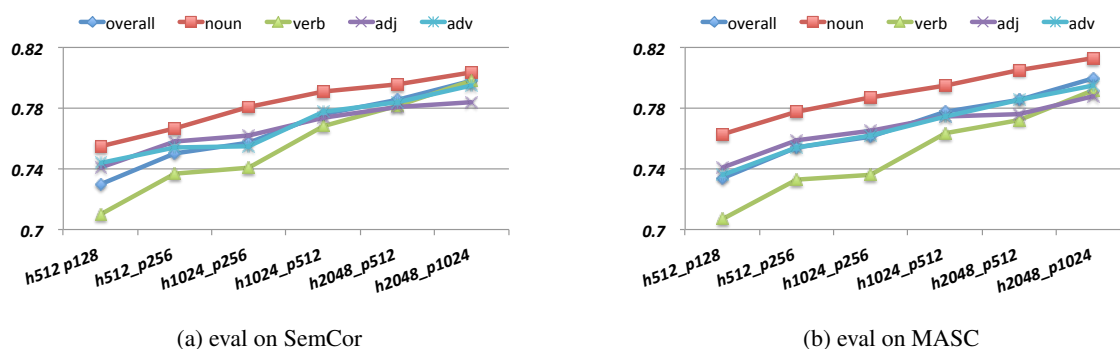 overall noun verb adj adv
0.82
0.78
0.74
0.7
h512 p128
h512_p256
h1024_p256
h1024_p512
h2048_p512
h2048_p1024
(a) eval on SemCor
overall noun verb adj adv
0.82
0.78
0.74
0.7
h512_p128
h512_p256
h1024_p256
h1024_p512
h2048_p512
h2048_p1024
(b) eval on MASC